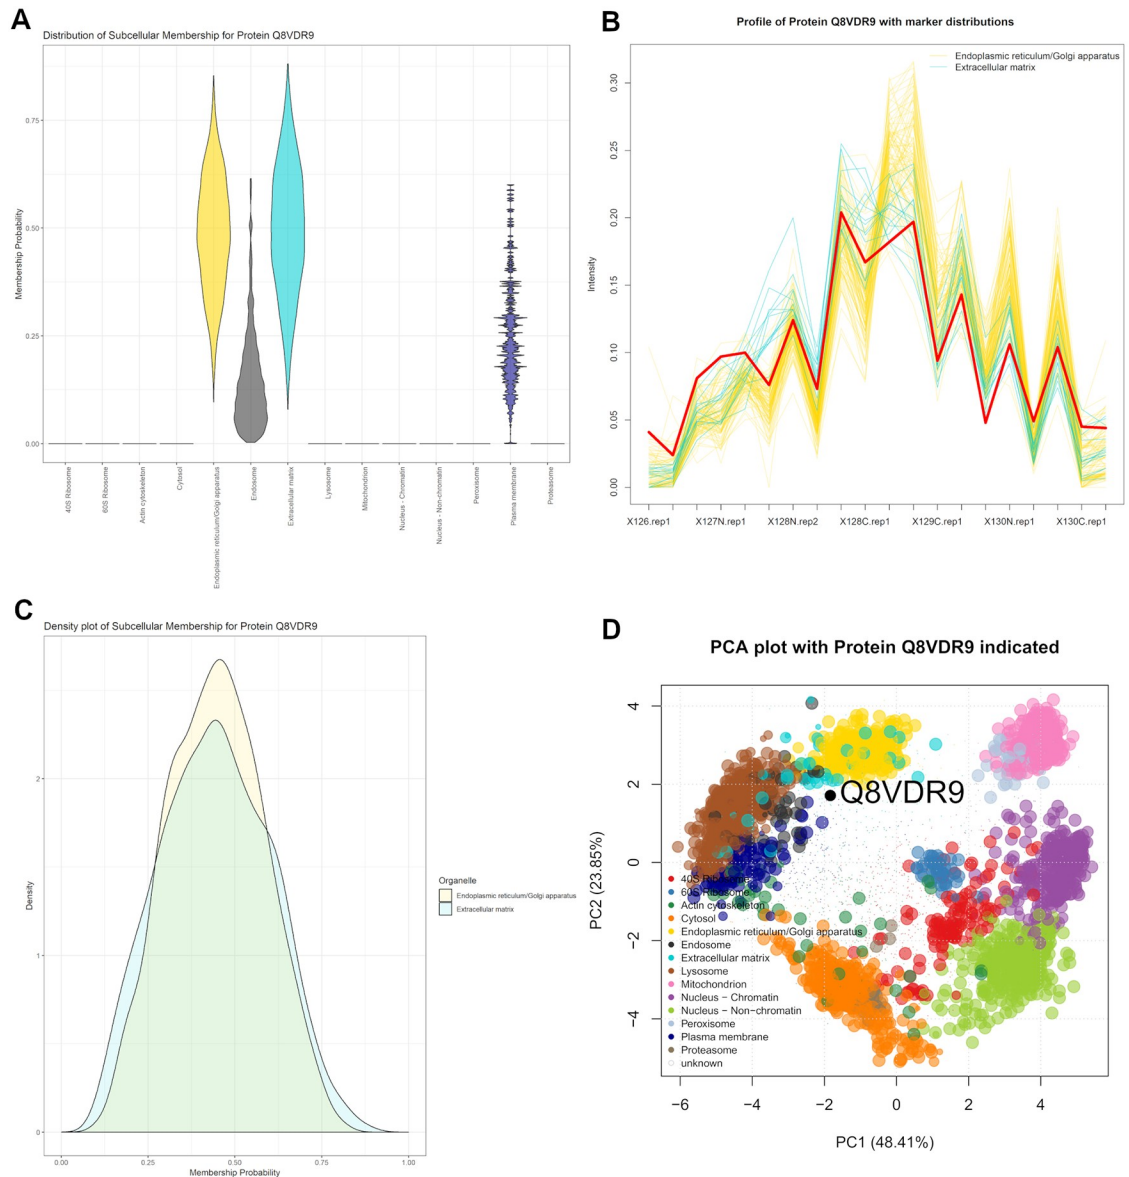 A
Distribution of Subcellular Membership for Protein Q8VDR9
Membership Probability
0.75
0.50
0.25
0.00
40S Ribosome
60S Ribosome
Actin cytoskeleton
Cytosol
Endoplasmic reticulum/Golgi apparatus
Endosome
Extracellular matrix
Lysosome
Mitochondrion
Nucleus - Chromatin
Nucleus - Non-chromatin
Peroxisome
Plasma membrane
Proteasome
B
Profile of Protein Q8VDR9 with marker distributions
Endoplasmic reticulum/Golgi apparatus
Extracellular matrix
Intensity
0.30
0.25
0.20
0.15
0.10
0.05
0.00
X126.rep1 X127N.rep1 X128N.rep2 X128C.rep1 X129C.rep1 X130N.rep1 X130C.rep1
C
Density plot of Subcellular Membership for Protein Q8VDR9
Density
2
1
0
0.00 0.25 0.50 0.75 1.00
Membership Probability
Organelle
Endoplasmic reticulum/Golgi apparatus
Extracellular matrix
D
PCA plot with Protein Q8VDR9 indicated
PC2 (23.85%)
4
2
0
−2
−4
Q8VDR9
40S Ribosome
60S Ribosome
Actin cytoskeleton
Cytosol
Endoplasmic reticulum/Golgi apparatus
Endosome
Extracellular matrix
Lysosome
Mitochondrion
Nucleus − Chromatin
Nucleus − Non−chromatin
Peroxisome
Plasma membrane
Proteasome
unknown
−6 −4 −2 0 2 4
PC1 (48.41%)